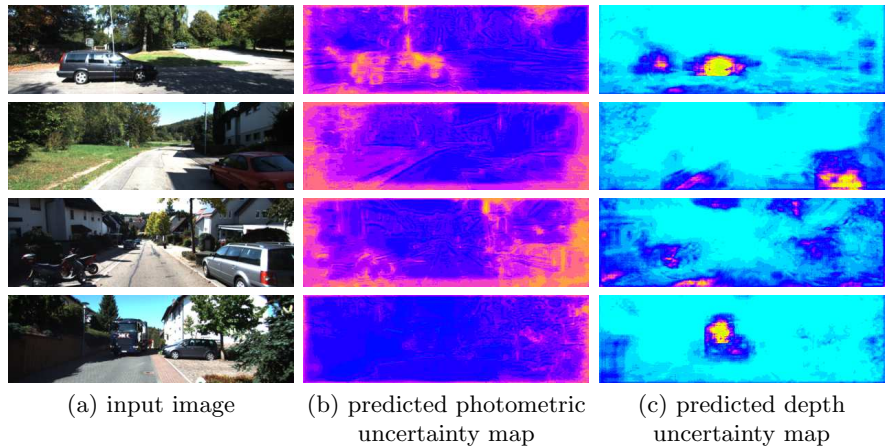 (a) input image
(b) predicted photometric
uncertainty map
(c) predicted depth
uncertainty map